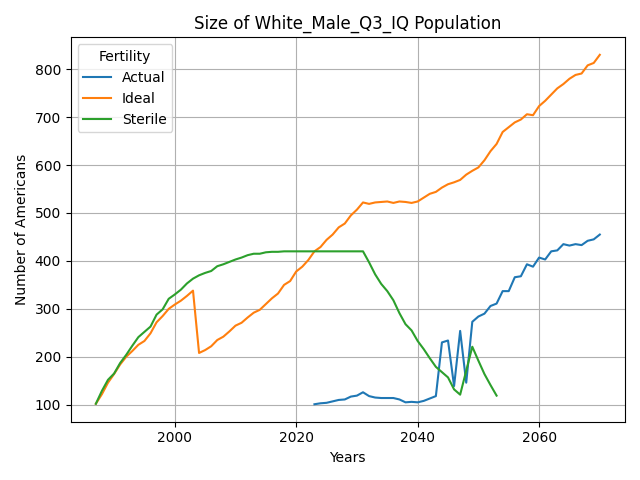 Size of White_Male_Q3_IQ Population
Fertility
Actual
Ideal
Sterile
Number of Americans
800
700
600
500
400
300
200
100
2000
2020
2040
2060
Years